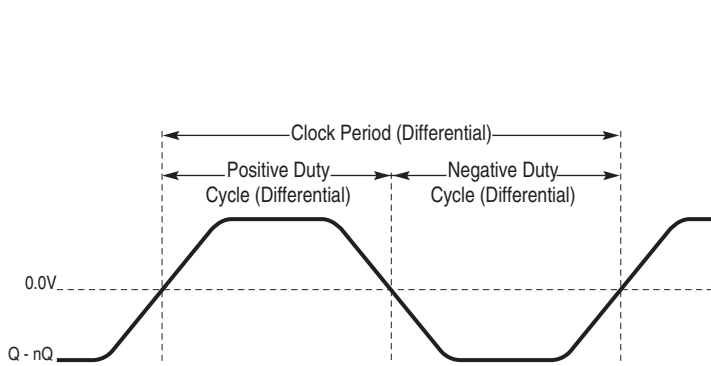 Clock Period (Differential)
Positive Duty
Cycle (Differential)
Negative Duty
Cycle (Differential)
0.0V
Q - nQ